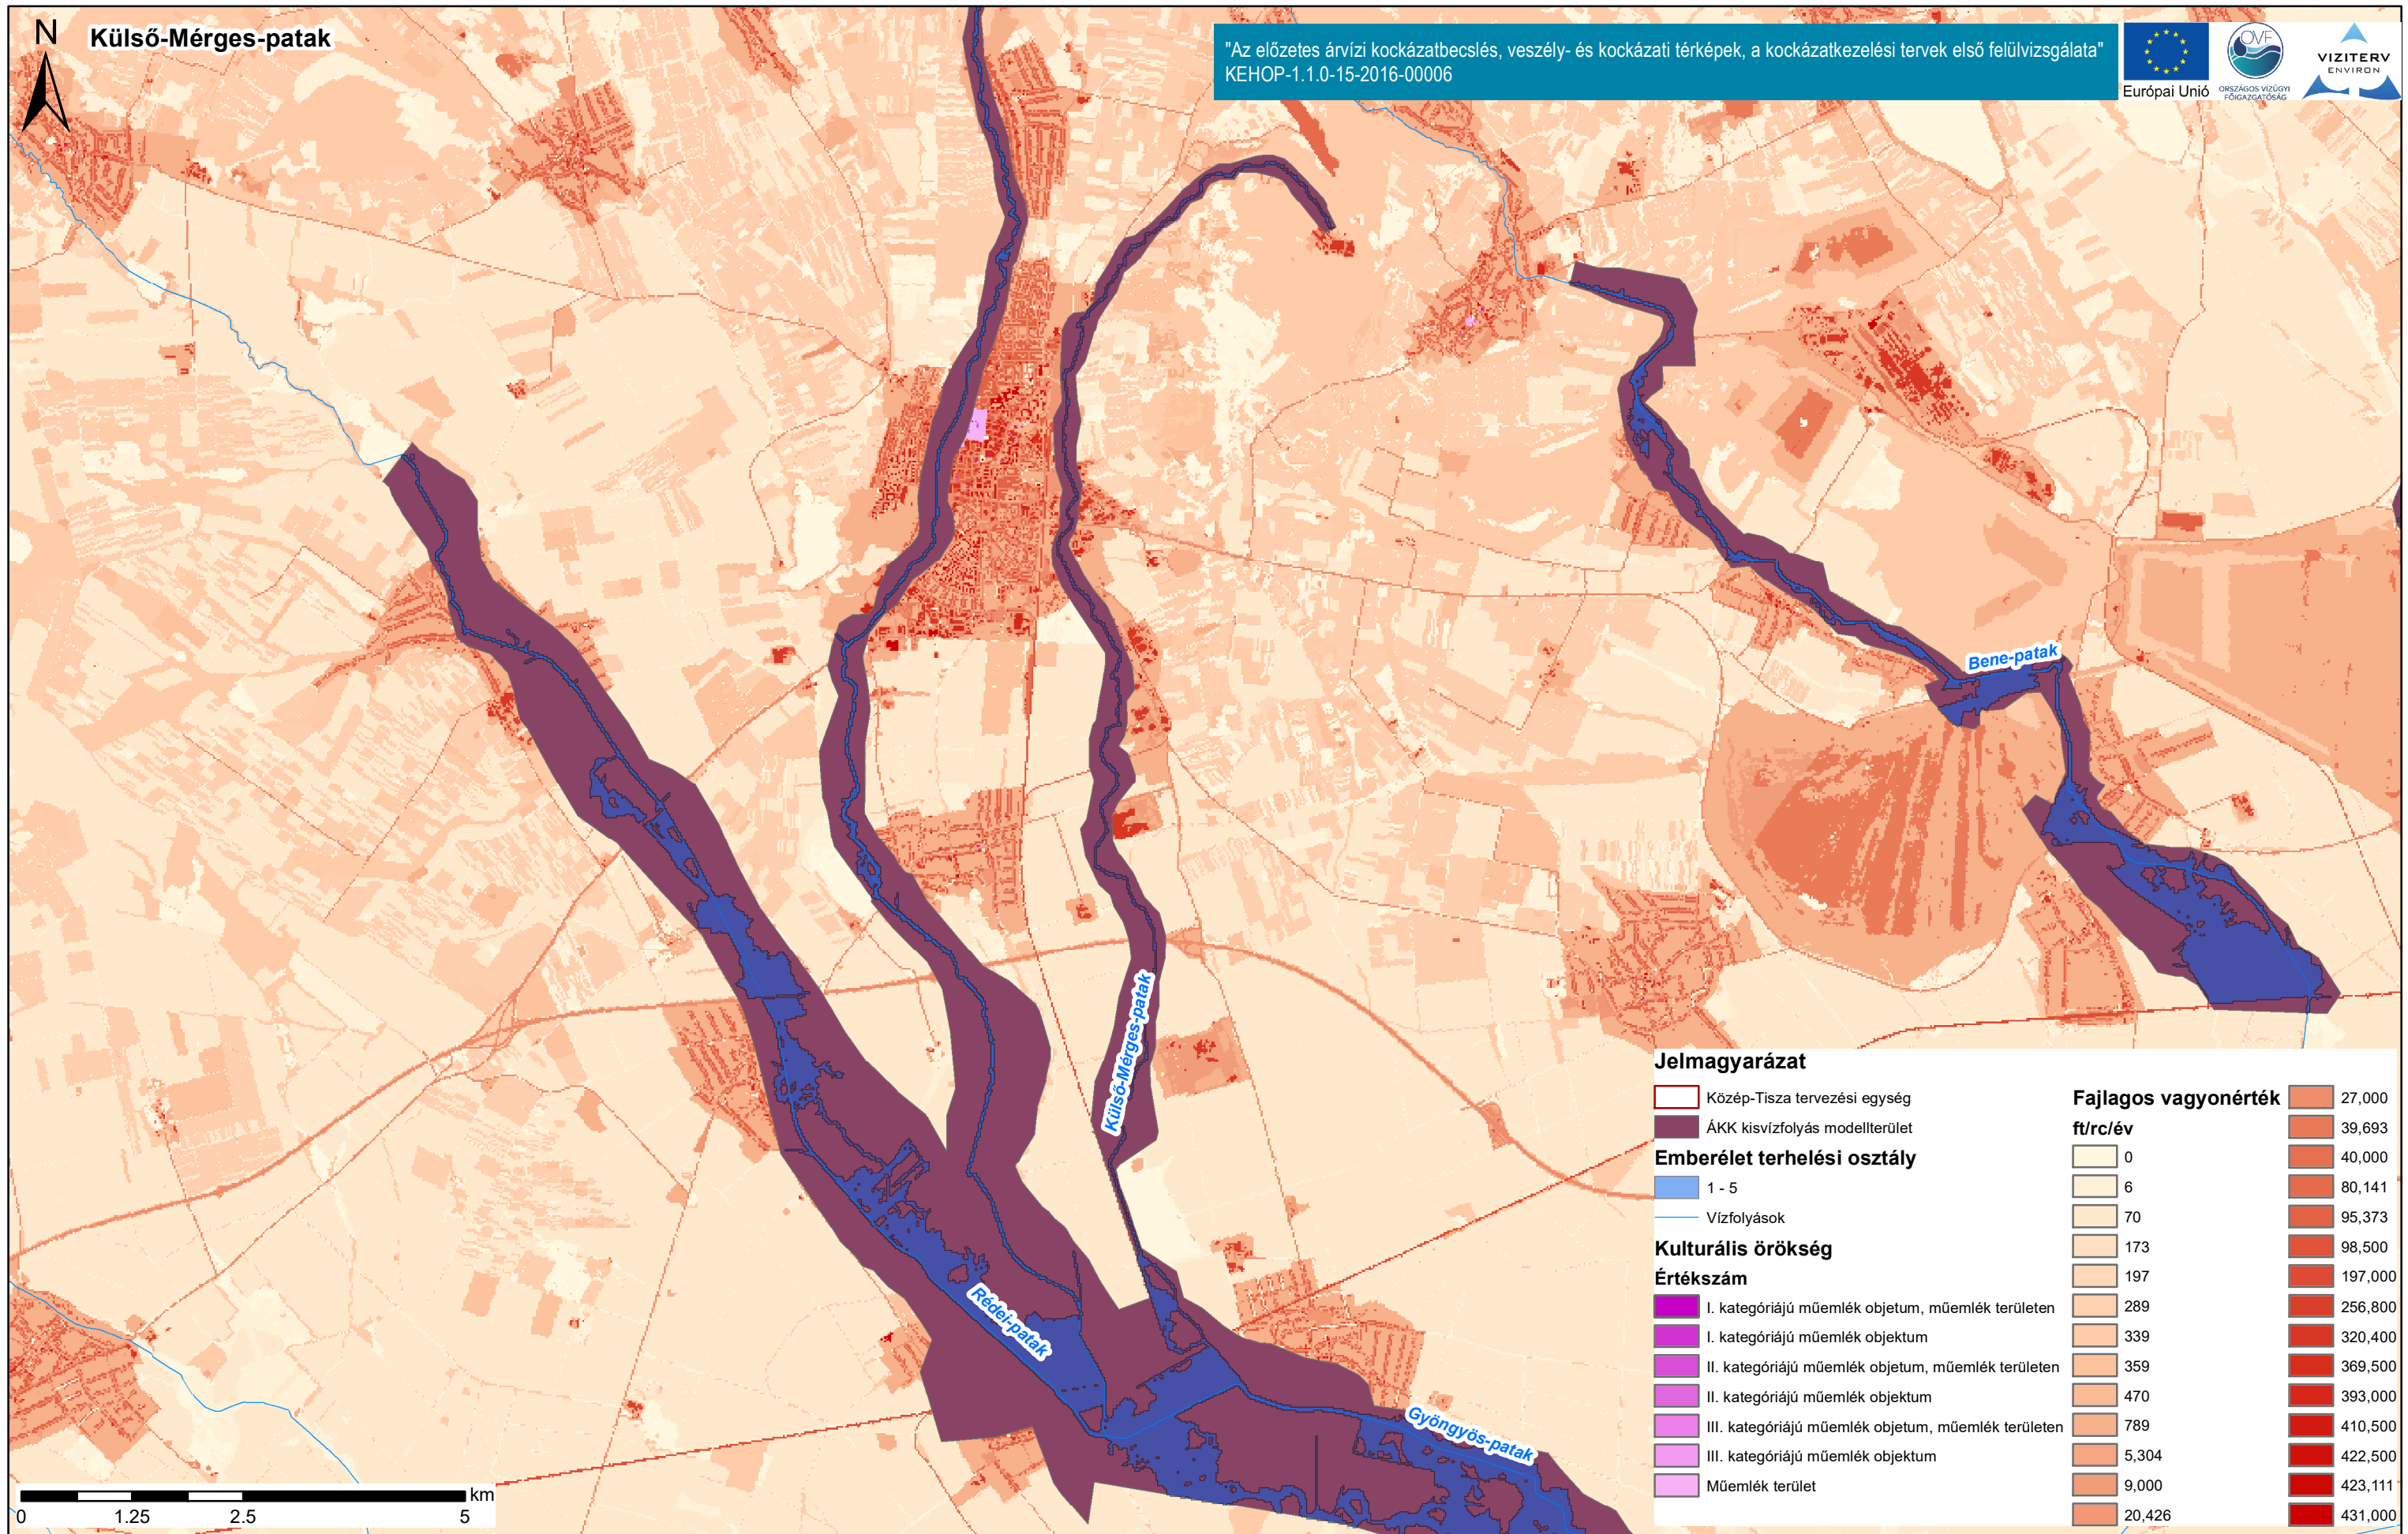 N
Külső-Mérges-patak
"Az előzetes árvízi kockázatbecslés, veszély- és kockázati térképek, a kockázatkezelési tervek első felülvizsgálata"
KEHOP-1.1.0-15-2016-00006
Európai Unió
OVF
ORSZÁGOS VÍZÜGYI
FŐIGAZGATÓSÁG
VIZITERV
ENVIRON
Bene-patak
Külső-Mérges-patak
Rédei-patak
Gyöngyös-patak
Jelmagyarázat
Közép-Tisza tervezési egység
ÁKK kisvízfolyás modellterület
Emberélet terhelési osztály
1 - 5
Vízfolyások
Kulturális örökség
Értékszám
I. kategóriájú műemlék objetum, műemlék területen
I. kategóriájú műemlék objektum
II. kategóriájú műemlék objetum, műemlék területen
II. kategóriájú műemlék objektum
III. kategóriájú műemlék objetum, műemlék területen
III. kategóriájú műemlék objektum
Műemlék terület
Fajlagos vagyonérték
ft/rc/év
0
6
70
173
197
289
339
359
470
789
5,304
9,000
20,426
27,000
39,693
40,000
80,141
95,373
98,500
197,000
256,800
320,400
369,500
393,000
410,500
422,500
423,111
431,000
km
0 1.25 2.5 5